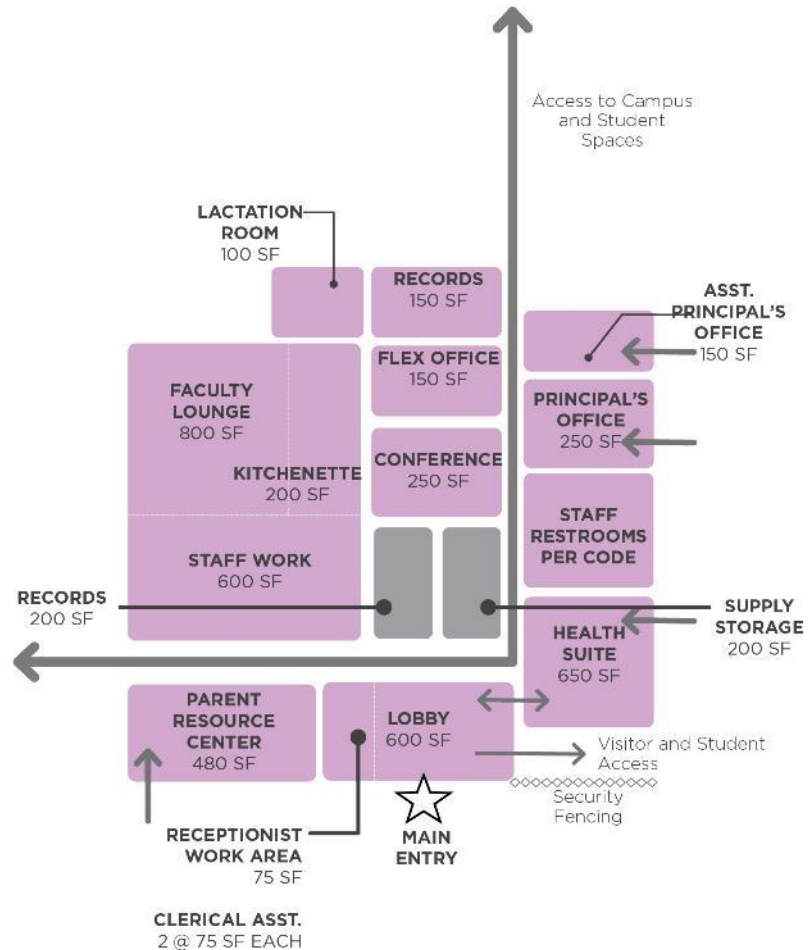 Access to Campus
and Student
Spaces
LACTATION
ROOM
100 SF
RECORDS
150 SF
ASST.
PRINCIPAL'S
OFFICE
150 SF
FLEX OFFICE
150 SF
FACULTY
LOUNGE
800 SF
PRINCIPAL'S
OFFICE
250 SF
KITCHENETTE
200 SF
CONFERENCE
250 SF
STAFF
RESTROOMS
PER CODE
STAFF WORK
600 SF
RECORDS
200 SF
SUPPLY
STORAGE
200 SF
HEALTH
SUITE
650 SF
PARENT
RESOURCE
CENTER
480 SF
LOBBY
600 SF
Visitor and Student
Access
Security
Fencing
RECEPTIONIST
WORK AREA
75 SF
MAIN
ENTRY
CLERICAL ASST.
2 @ 75 SF EACH